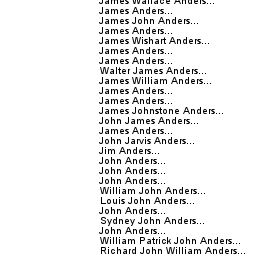 James Wallace Anders...
James Anders...
James John Anders...
James Anders...
James Wishart Anders...
James Anders...
James Anders...
Walter James Anders...
James William Anders...
James Anders...
James Anders...
James Johnstone Anders...
John James Anders...
James Anders...
John Jarvis Anders...
Jim Anders...
John Anders...
John Anders...
John Anders...
William John Anders...
Louis John Anders...
John Anders...
Sydney John Anders...
John Anders...
William Patrick John Anders...
Richard John William Anders...